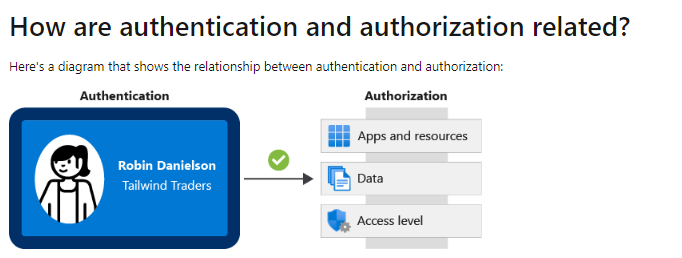 How are authentication and authorization related?
Here's a diagram that shows the relationship between authentication and authorization:
Authentication
Authorization
Robin Danielson
Tailwind Traders
Apps and resources
Data
Access level